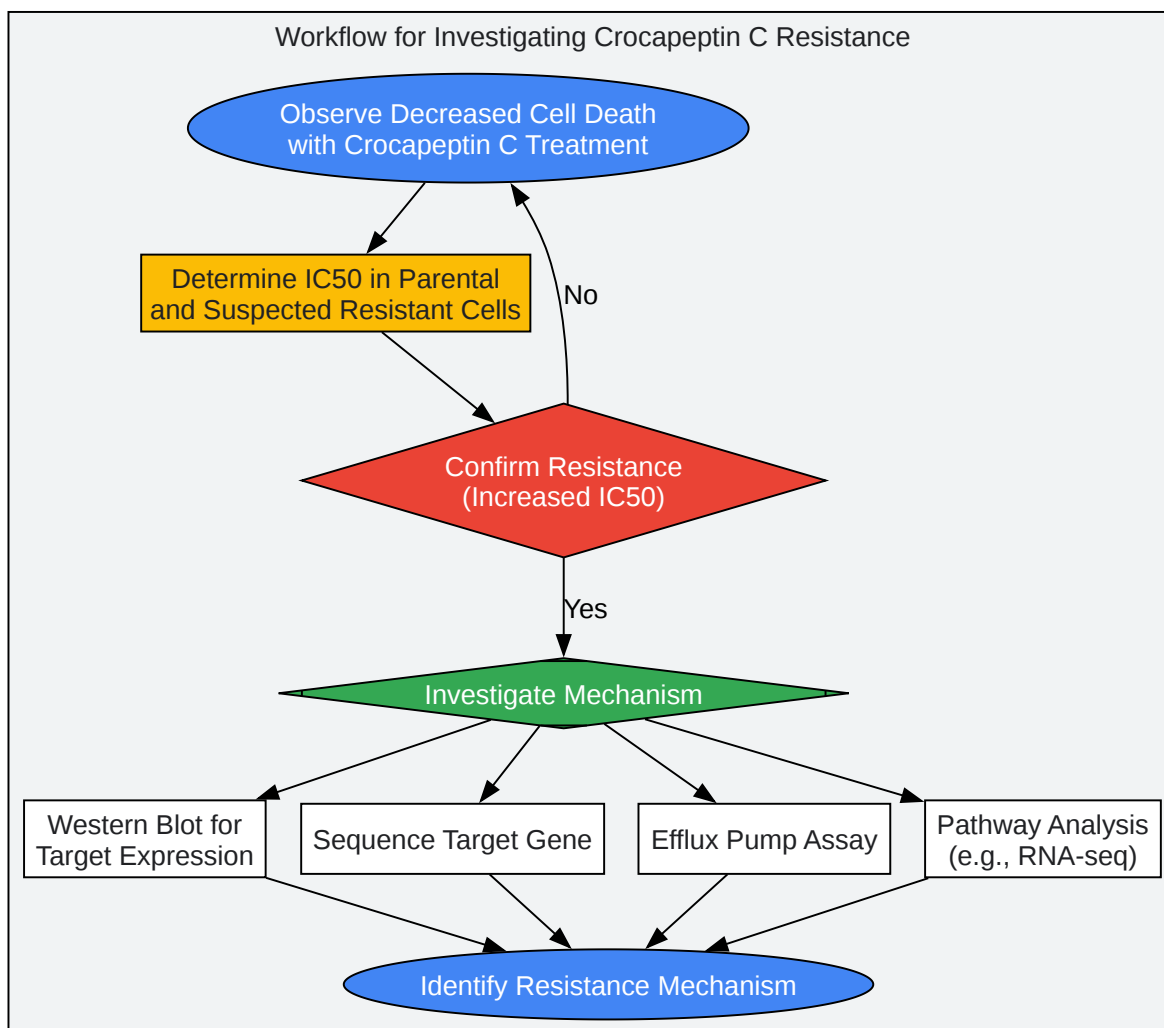 Workflow for Investigating Crocapeptin C Resistance
Observe Decreased Cell Death
with Crocapeptin C Treatment
Determine IC50 in Parental
and Suspected Resistant Cells
No
Confirm Resistance
(Increased IC50)
Yes
Investigate Mechanism
Western Blot for
Target Expression
Sequence Target Gene
Efflux Pump Assay
Pathway Analysis
(e.g., RNA-seq)
Identify Resistance Mechanism